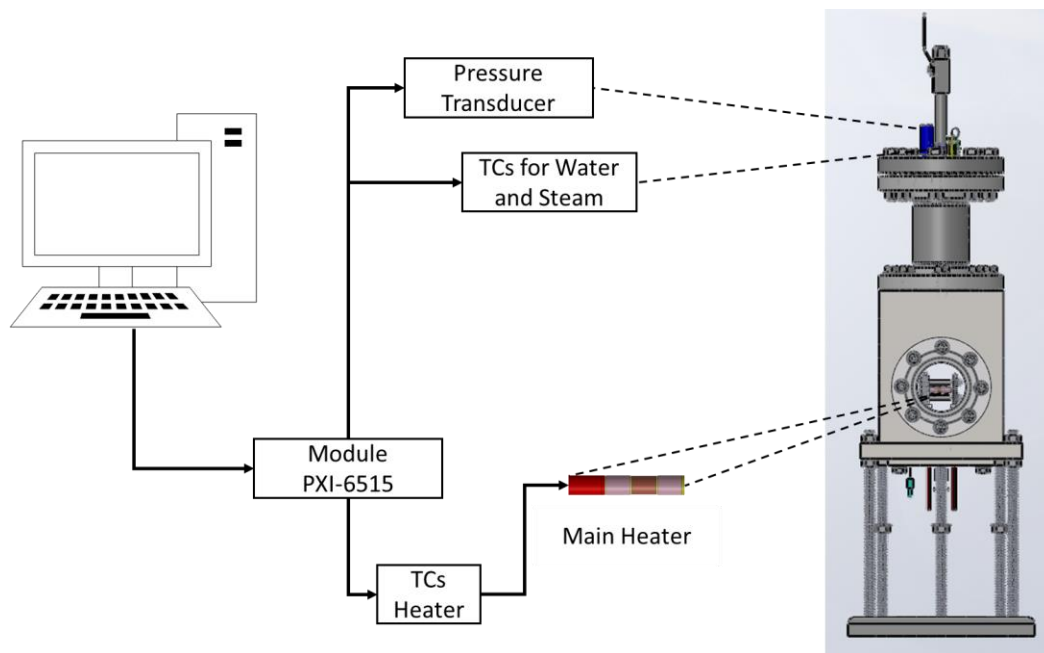 Pressure
Transducer
TCs for Water
and Steam
Module
PXI-6515
TCs
Heater
Main Heater